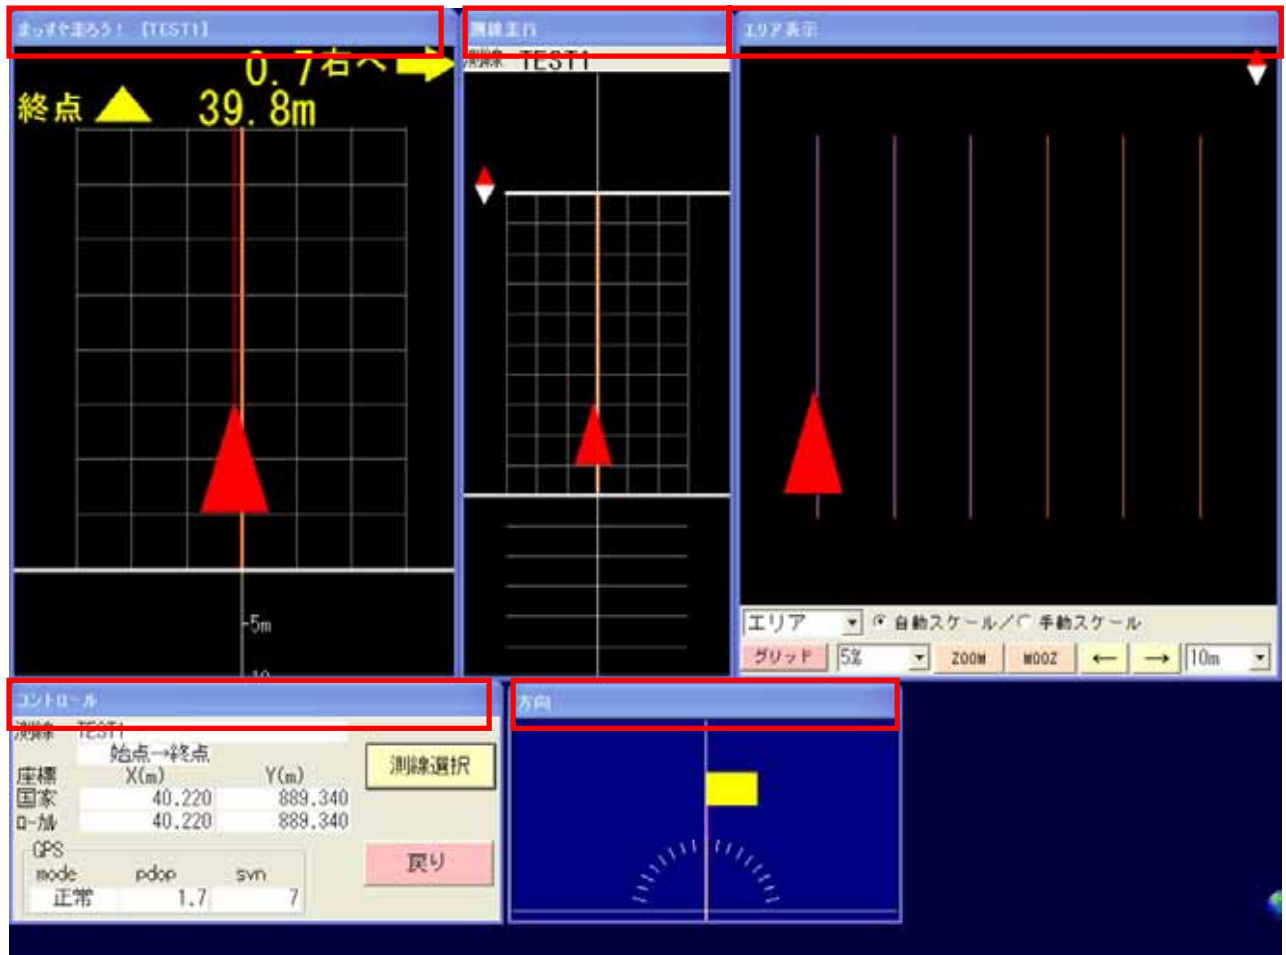 まっすぐ走ろう! 【TEST1】
0.7右へ
終点 39.8m
-5m
測線走行
測線 TEST1
エリア表示
エリア 自動スケール/ 手動スケール
グリッド 5% ZOOM MOOZ ← → 10m
コントロール
測線 TEST1
始点→終点
座標 X(m) Y(m)
国家 40.220 889.340
ローカル 40.220 889.340
測線選択
GPS
mode pdop svn
正常 1.7 7
戻り
方向